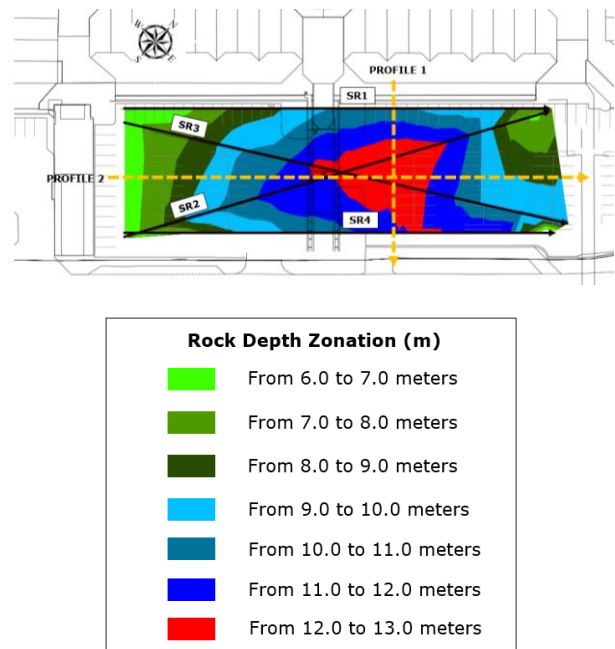 N
W
E
S
PROFILE 1
SR1
SR3
PROFILE 2
SR2
SR4
Rock Depth Zonation (m)
From 6.0 to 7.0 meters
From 7.0 to 8.0 meters
From 8.0 to 9.0 meters
From 9.0 to 10.0 meters
From 10.0 to 11.0 meters
From 11.0 to 12.0 meters
From 12.0 to 13.0 meters